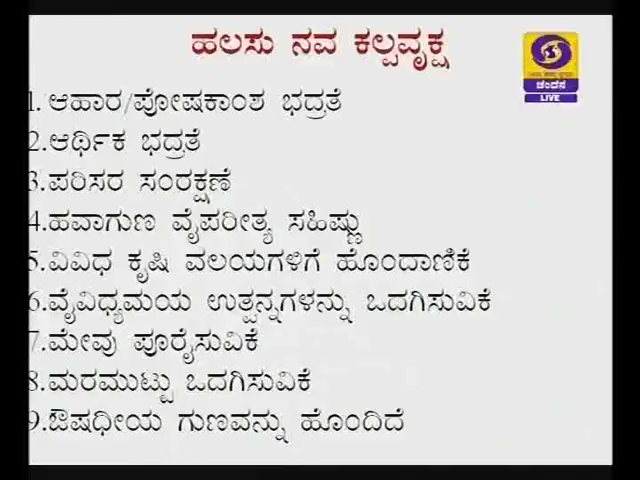 ಹಲಸು ನವ ಕಲ್ಪವೃಕ್ಷ
1. ಆಹಾರ/ಪೋಷಕಾಂಶ ಭದ್ರತೆ
2.ಆರ್ಥಿಕ ಭದ್ರತೆ
3.ಪರಿಸರ ಸಂರಕ್ಷಣೆ
4.ಹವಾಗುಣ ವೈಪರೀತ್ಯ ಸಹಿಷ್ಣು
5.ವಿವಿಧ ಕೃಷಿ ವಲಯಗಳಿಗೆ ಹೊಂದಾಣಿಕೆ
6.ವೈವಿಧ್ಯಮಯ ಉತ್ಪನ್ನಗಳನ್ನು ಒದಗಿಸುವಿಕೆ
7.ಮೇವು ಪೂರೈಸುವಿಕೆ
8.ಮರಮುಟ್ಟು ಒದಗಿಸುವಿಕೆ
9.ಔಷಧೀಯ ಗುಣವನ್ನು ಹೊಂದಿದೆ
ಚಂದನ
LIVE